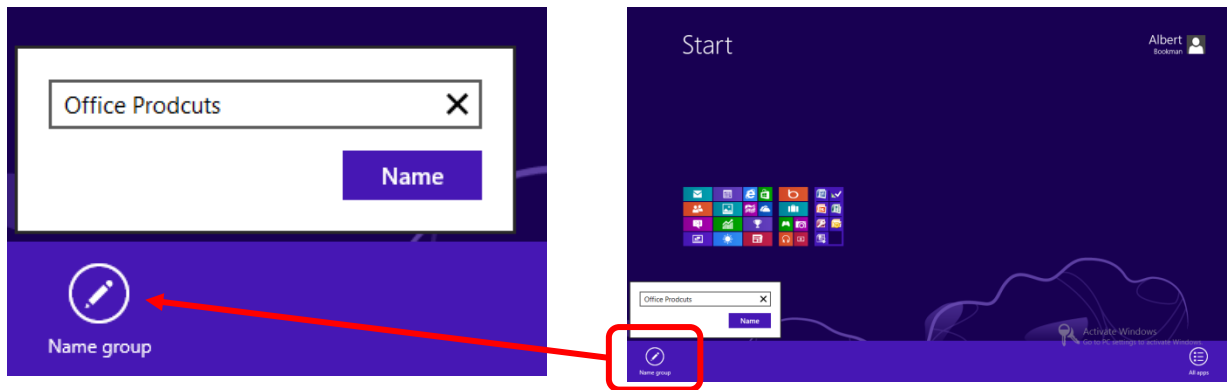 Office Prodcuts
Name
Name group
Start
Albert
Bookman
Office Prodcuts
Name
Activate Windows
Go to PC settings to activate Windows
Name group
All apps